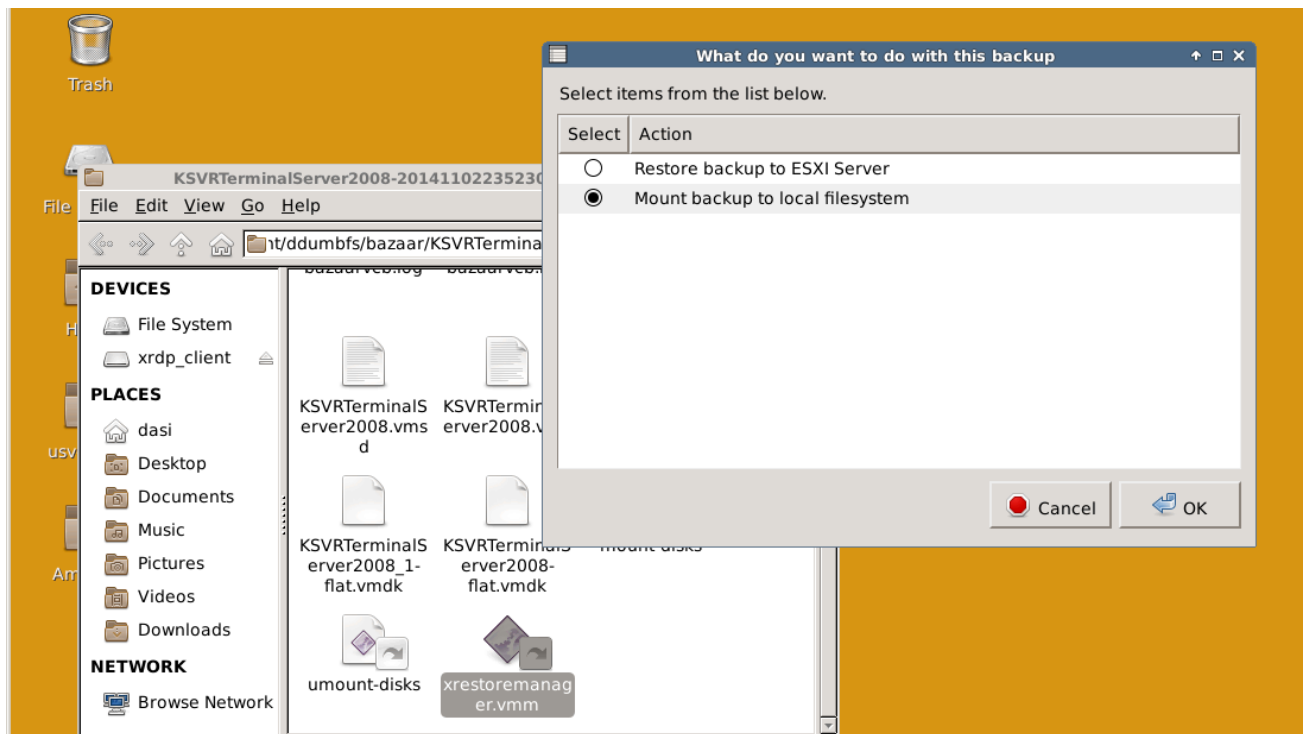 Trash
File
H
usv
Am
KSVRTerminalServer2008-20141102235230
File Edit View Go Help
nt/ddumbfs/bazaar/KSVRTermina
DEVICES
File System
xrdp_client
PLACES
dasi
Desktop
Documents
Music
Pictures
Videos
Downloads
NETWORK
Browse Network
KSVRTerminalS
erver2008.vms
d
KSVRTermin
erver2008.v
KSVRTerminalS
erver2008_1-
flat.vmdk
KSVRTerminalS
erver2008-
flat.vmdk
mount-disks
umount-disks
xrestoremanag
er.vmm
What do you want to do with this backup
Select items from the list below.
Select Action
Restore backup to ESXI Server
Mount backup to local filesystem
Cancel
OK